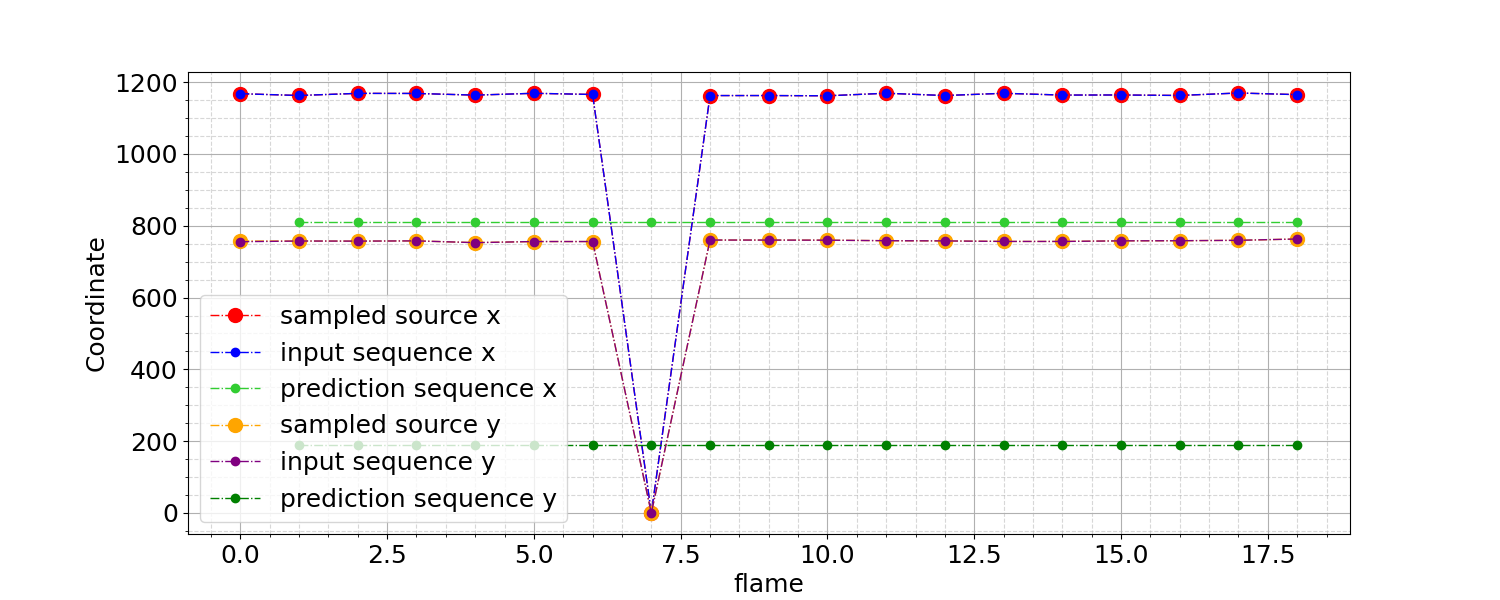 1200
1000
800
600
400
200
0
Coordinate
sampled source x
input sequence x
prediction sequence x
sampled source y
input sequence y
prediction sequence y
0.0 2.5 5.0 7.5 10.0 12.5 15.0 17.5
flame